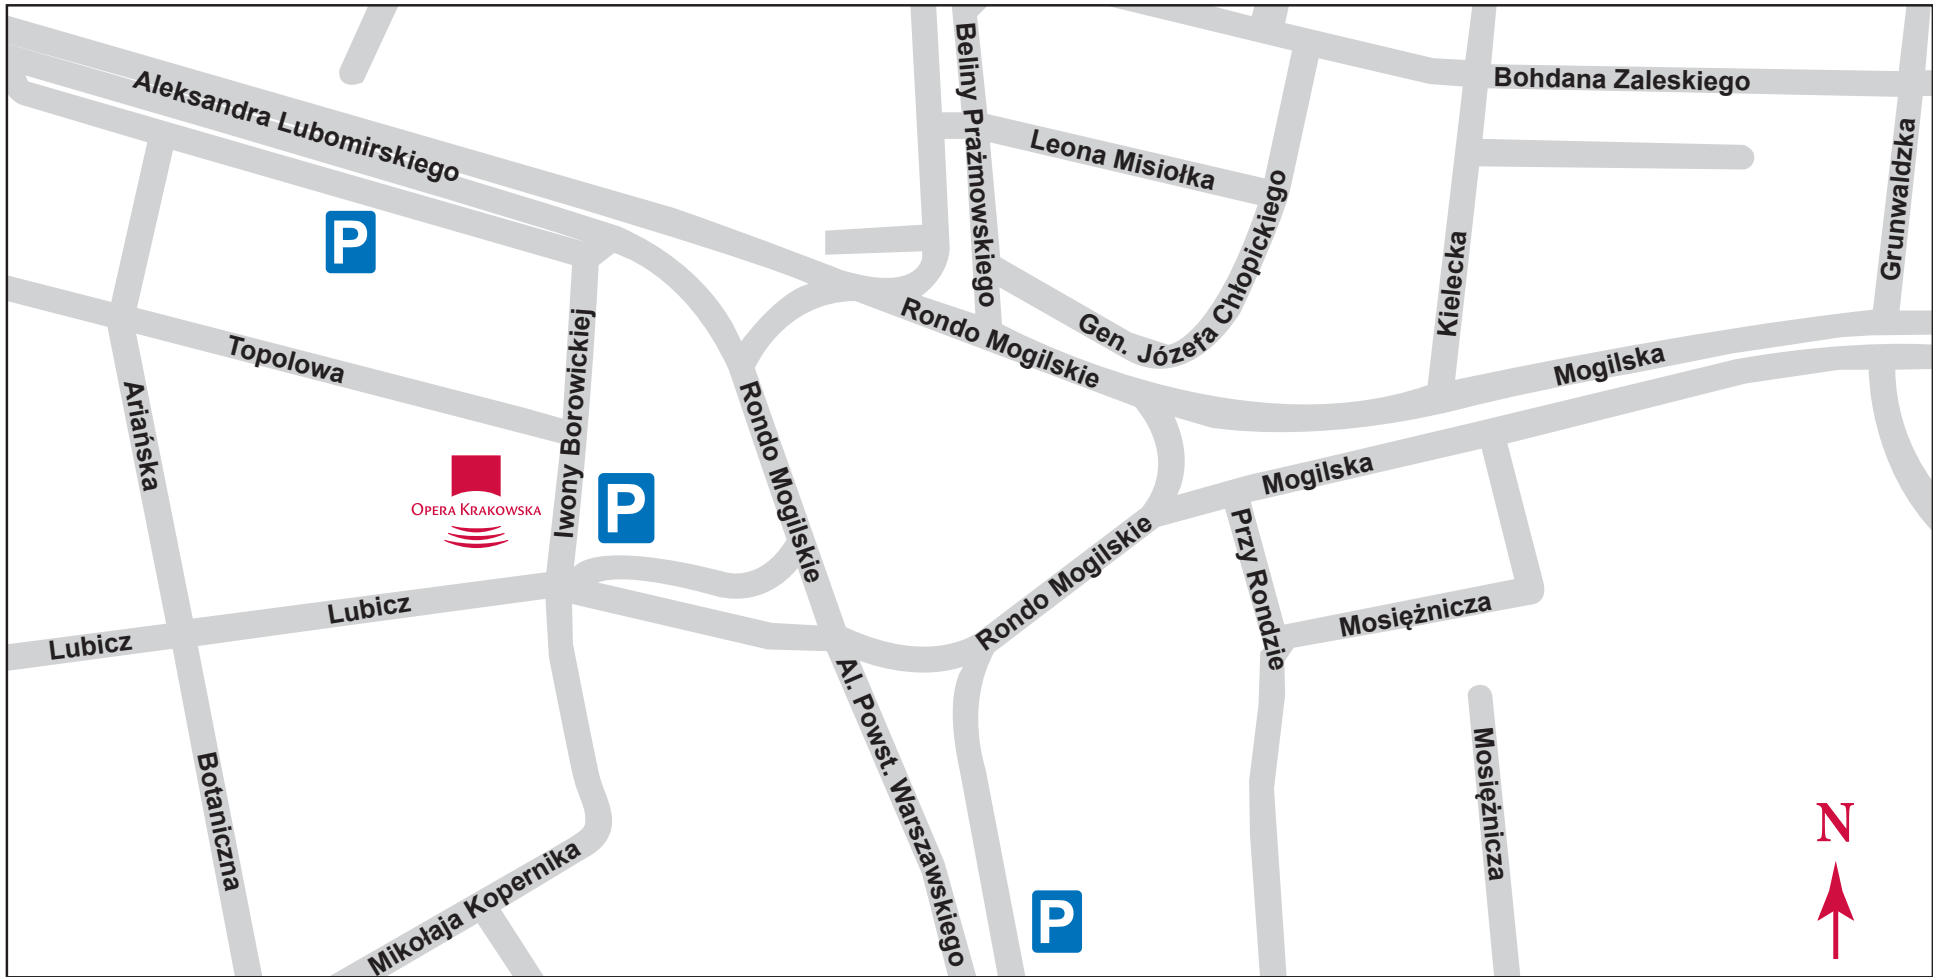 Beliny Prażmowskiego
Bohdana Zaleskiego
Aleksandra Lubomirskiego
Leona Misiołka
Grunwaldzka
P
Kielecka
Gen. Józefa Chłopickiego
Rondo Mogilskie
Topolowa
Iwony Borowickiej
Mogilska
Ariańska
Rondo Mogilskie
Mogilska
OPERA KRAKOWSKA
P
Rondo Mogilskie
Przy Rondzie
Lubicz
Lubicz
Mosiężnicza
Al. Powst. Warszawskiego
Botaniczna
Mosiężnicza
N
Mikołaja Kopernika
P